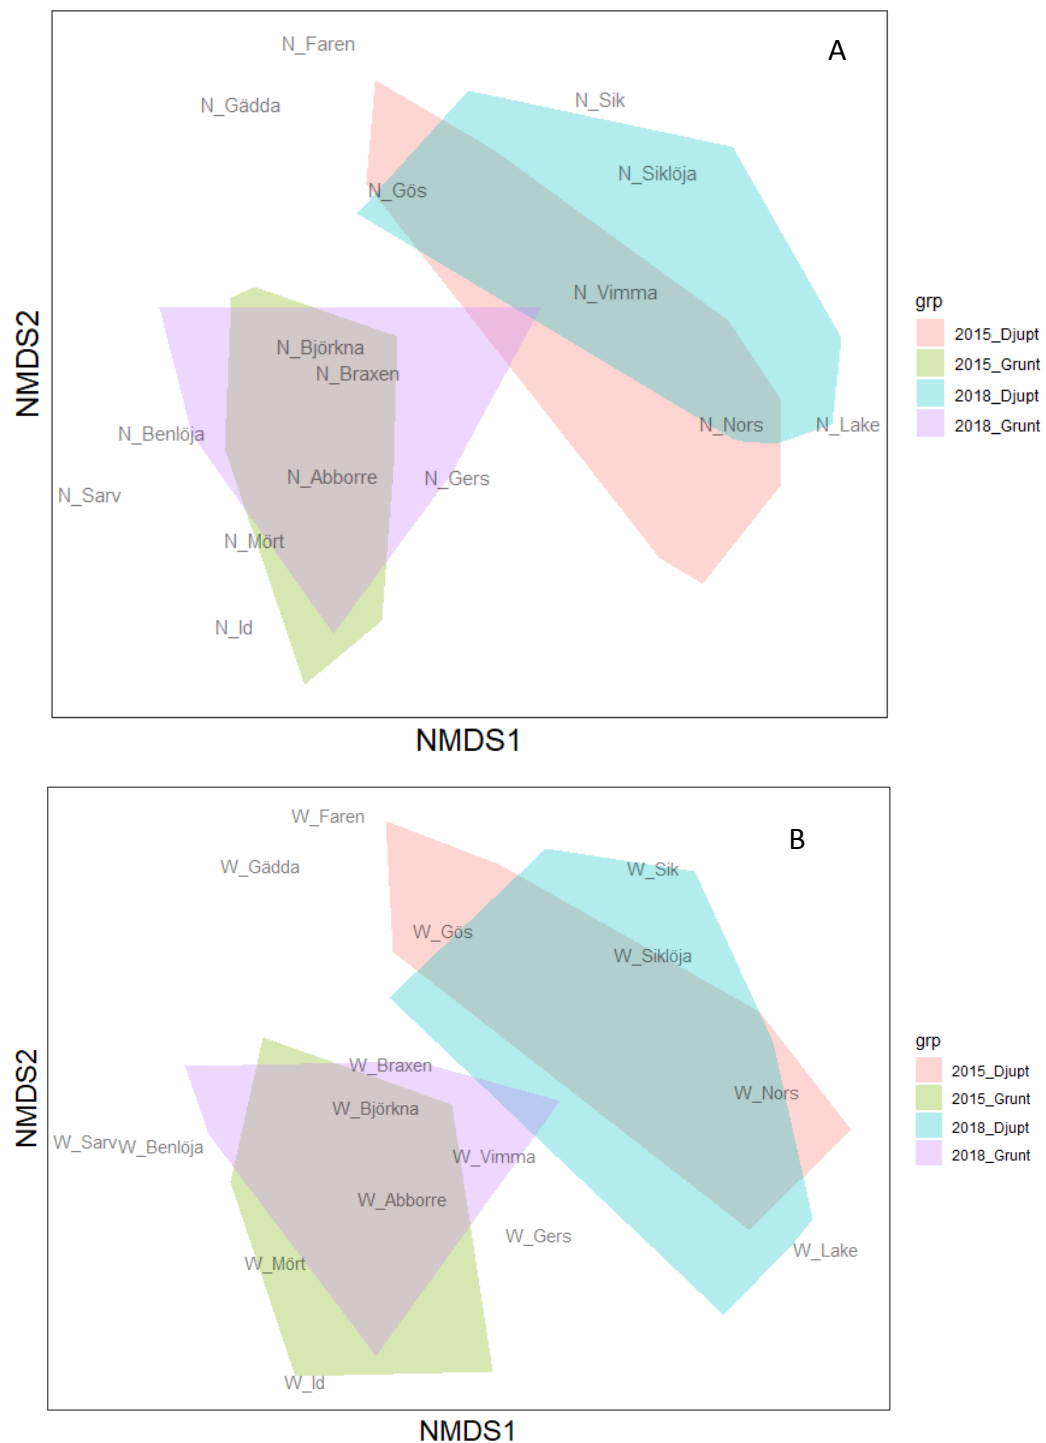 N_Faren
A
N_Gädda
N_Sik
N_Siklöja
N_Gös
N_Vimma
N_Björkna
N_Braxen
N_Benlöja
N_Nors
N_Lake
N_Abborre
N_Gers
N_Sarv
N_Mört
N_Id
NMDS2
NMDS1
grp
2015_Djupt
2015_Grunt
2018_Djupt
2018_Grunt
W_Faren
B
W_Gädda
W_Sik
W_Gös
W_Siklöja
W_Braxen
W_Nors
W_Björkna
W_Sarv W_Benlöja
W_Vimma
W_Abborre
W_Gers
W_Lake
W_Mört
W_Id
NMDS2
NMDS1
grp
2015_Djupt
2015_Grunt
2018_Djupt
2018_Grunt